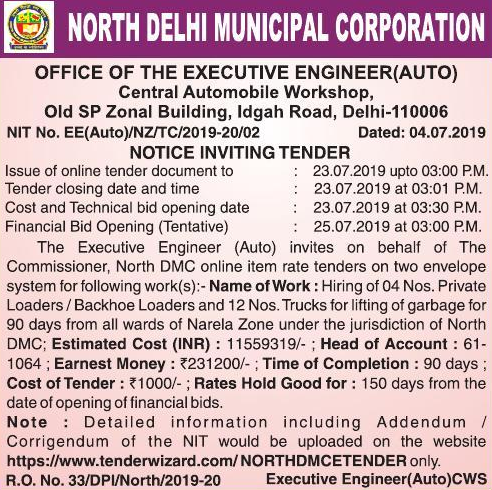 NORTH DELHI MUNICIPAL CORPORATION
OFFICE OF THE EXECUTIVE ENGINEER(AUTO)
Central Automobile Workshop,
Old SP Zonal Building, Idgah Road, Delhi-110006
NIT No. EE(Auto)/NZ/TC/2019-20/02 Dated: 04.07.2019
NOTICE INVITING TENDER
Issue of online tender document to : 23.07.2019 upto 03:00 P.M.
Tender closing date and time : 23.07.2019 at 03:01 P.M.
Cost and Technical bid opening date : 23.07.2019 at 03:30 P.M.
Financial Bid Opening (Tentative) : 25.07.2019 at 03:00 P.M.
The Executive Engineer (Auto) invites on behalf of The
Commissioner, North DMC online item rate tenders on two envelope
system for following work(s):- Name of Work : Hiring of 04 Nos. Private
Loaders / Backhoe Loaders and 12 Nos. Trucks for lifting of garbage for
90 days from all wards of Narela Zone under the jurisdiction of North
DMC; Estimated Cost (INR) : 11559319/- ; Head of Account : 61-
1064 ; Earnest Money : ₹231200/- ; Time of Completion : 90 days ;
Cost of Tender : ₹1000/- ; Rates Hold Good for : 150 days from the
date of opening of financial bids.
Note : Detailed information including Addendum /
Corrigendum of the NIT would be uploaded on the website
https://www.tenderwizard.com/ NORTHDMCETENDER only.
R.O. No. 33/DPI/North/2019-20 Executive Engineer(Auto)CWS